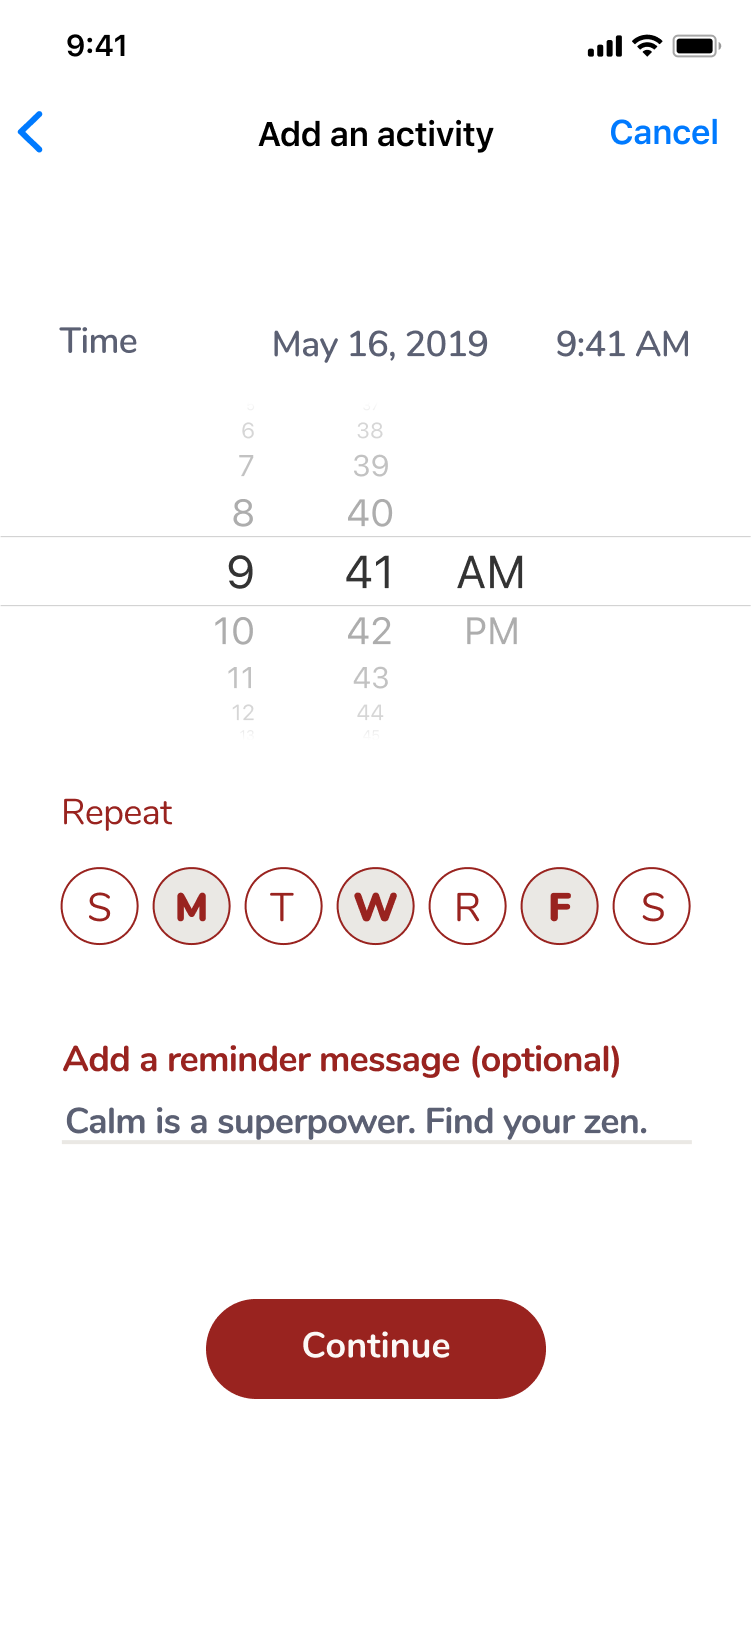 9:41
Add an activity Cancel
Time May 16, 2019 9:41 AM
6 38
7 39
8 40
9 41 AM
10 42 PM
11 43
12 44
13 45
Repeat
S M T W R F S
Add a reminder message (optional)
Calm is a superpower. Find your zen.
Continue